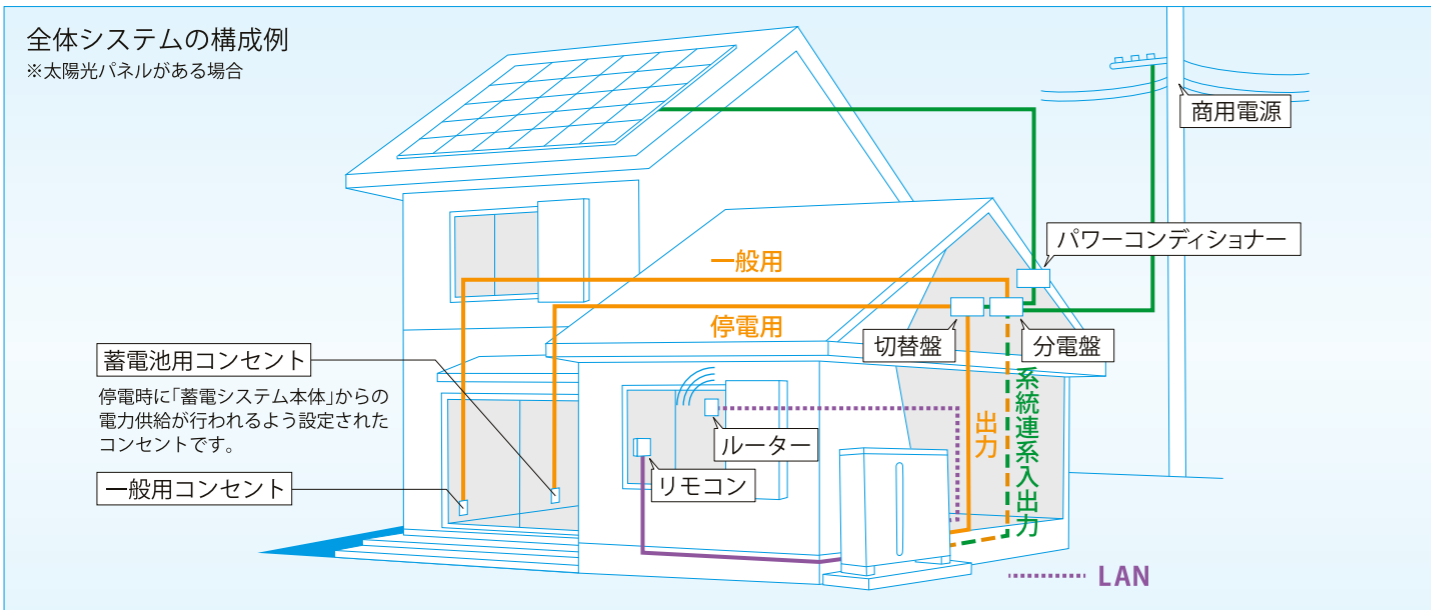 全体システムの構成例
※太陽光パネルがある場合
商用電源
パワーコンディショナー
一般用
停電用
切替盤
分電盤
蓄電池用コンセント
停電時に「蓄電システム本体」からの
電力供給が行われるよう設定された
コンセントです。
一般用コンセント
ルーター
リモコン
出力
系統連系入出力
LAN